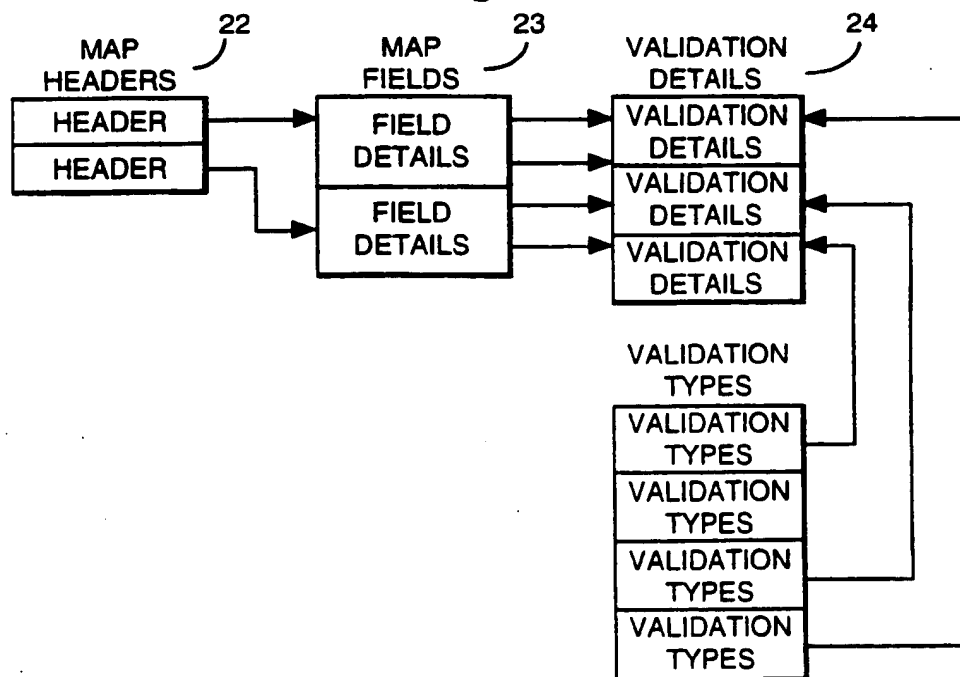 22
MAP
HEADERS
HEADER
HEADER
23
MAP
FIELDS
FIELD
DETAILS
FIELD
DETAILS
24
VALIDATION
DETAILS
VALIDATION
DETAILS
VALIDATION
DETAILS
VALIDATION
DETAILS
VALIDATION
TYPES
VALIDATION
TYPES
VALIDATION
TYPES
VALIDATION
TYPES
VALIDATION
TYPES